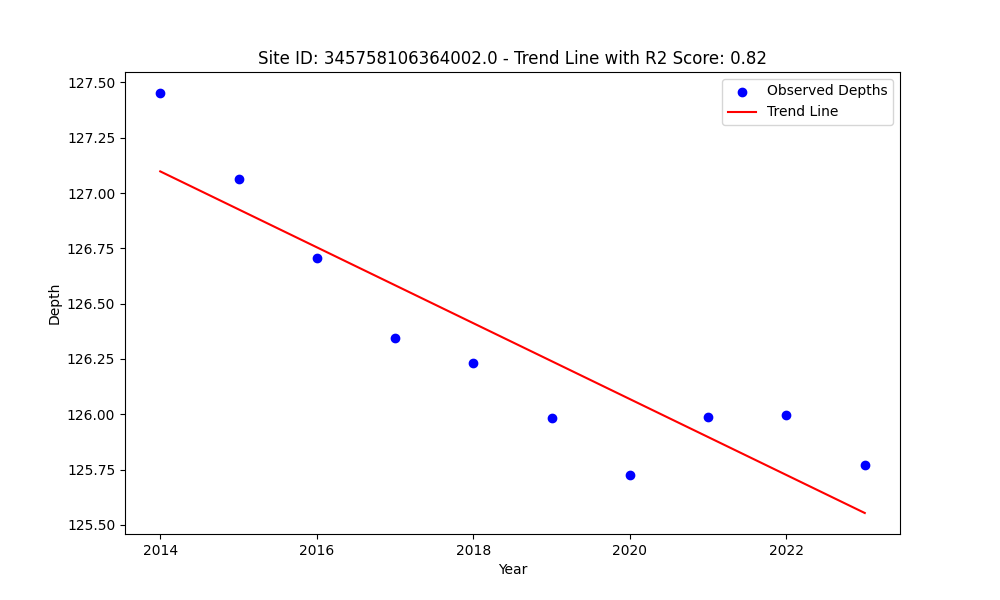 Site ID: 345758106364002.0 - Trend Line with R2 Score: 0.82
Observed Depths
Trend Line
127.50
127.25
127.00
126.75
126.50
126.25
126.00
125.75
125.50
Depth
2014
2016
2018
2020
2022
Year